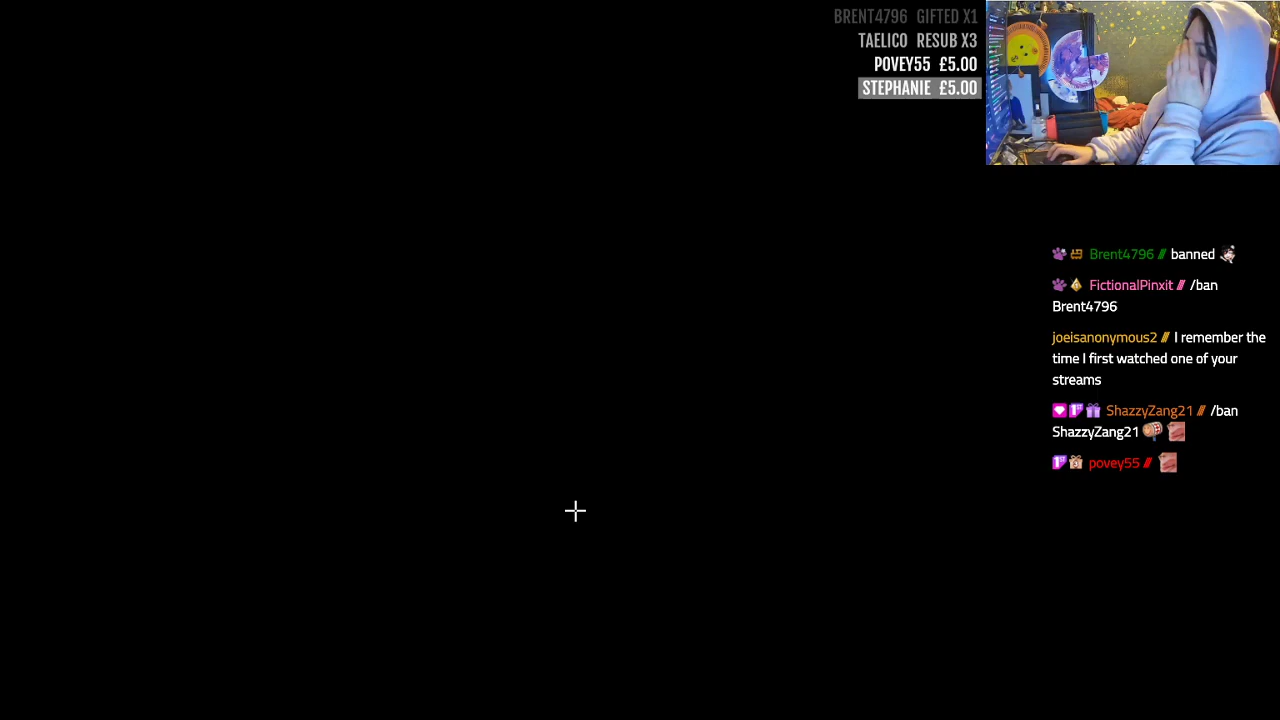 BRENT4796 GIFTED X1
TAELICO RESUB X3
POVEY55 £5.00
STEPHANIE £5.00
Brent4796 /// banned
FictionalPinxit /// /ban
Brent4796
joeisanonymous2 /// I remember the
time I first watched one of your
streams
ShazzyZang21 /// /ban
ShazzyZang21
povey55 ///